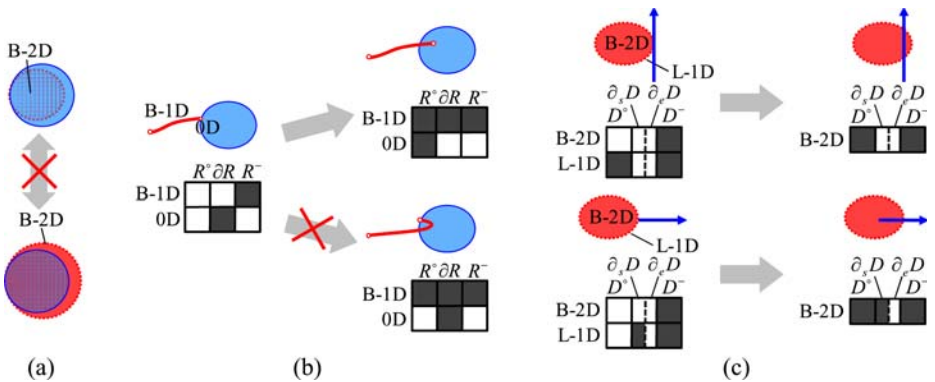 B-2D
B-2D
(a)
B-1D
0D
R° ∂R R⁻
B-1D
0D
R° ∂R R⁻
B-1D
0D
R° ∂R R⁻
B-1D
0D
(b)
B-2D
L-1D
∂ₛD ∂ₑD
D° D⁻
B-2D
L-1D
∂ₛD ∂ₑD
D° D⁻
B-2D
B-2D
L-1D
∂ₛD ∂ₑD
D° D⁻
B-2D
L-1D
∂ₛD ∂ₑD
D° D⁻
B-2D
(c)